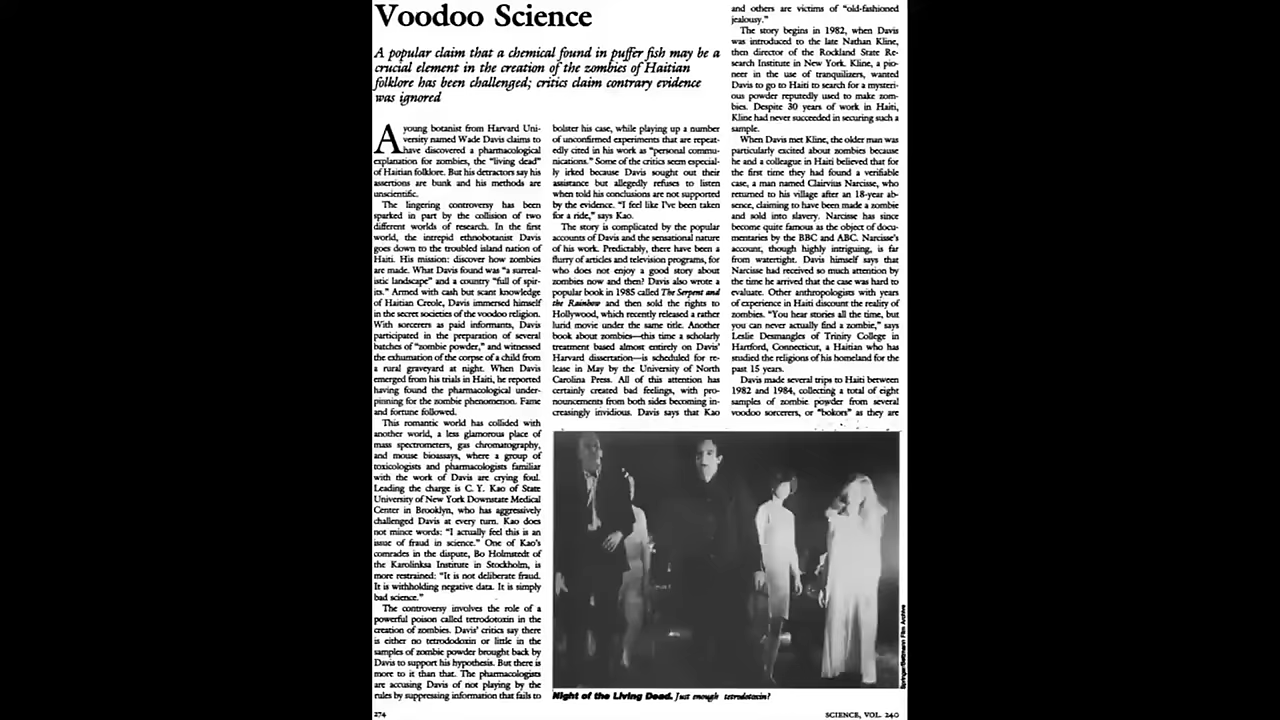 Voodoo Science
A popular claim that a chemical found in puffer fish may be a
crucial element in the creation of the zombies of Haitian
folklore has been challenged; critics claim contrary evidence
was ignored
A young botanist from Harvard Uni-
versity named Wade Davis claims to
have discovered a pharmacological
explanation for zombies, the "living dead"
of Haitian folklore. But his detractors say his
assertions are bunk and his methods are
unscientific.
The lingering controversy has been
sparked in part by the collision of two
different worlds of research. In the first
world, the intrepid ethnobotanist Davis
goes down to the troubled island nation of
Haiti. His mission: discover how zombies
are made. What Davis found was "a surreal-
istic landscape" and a country "full of spir-
its." Armed with cash but scant knowledge
of Haitian Creole, Davis immersed himself
in the secret societies of the voodoo religion.
With sorcerers as paid informants, Davis
participated in the preparation of several
batches of "zombie powder," and witnessed
the exhumation of the corpse of a child from
a rural graveyard at night. When Davis
emerged from his trials in Haiti, he reported
having found the pharmacological under-
pinning for the zombie phenomenon. Fame
and fortune followed.
This romantic world has collided with
another world, a less glamorous place of
mass spectrometers, gas chromatography,
and mouse bioassays, where a group of
toxicologists and pharmacologists familiar
with the work of Davis are crying foul.
Leading the charge is C. Y. Kao of State
University of New York Downstate Medical
Center in Brooklyn, who has aggressively
challenged Davis at every turn. Kao does
not mince words: "I actually feel this is an
issue of fraud in science." One of Kao's
comrades in the dispute, Bo Holmstedt of
the Karolinksa Institute in Stockholm, is
more restrained: "It is not deliberate fraud.
It is withholding negative data. It is simply
bad science."
The controversy involves the role of a
powerful poison called tetrodotoxin in the
creation of zombies. Davis' critics say there
is either no tetrododoxin or little in the
samples of zombie powder brought back by
Davis to support his hypothesis. But there is
more to it than that. The pharmacologists
are accusing Davis of not playing by the
rules by suppressing information that fails to
bolster his case, while playing up a number
of unconfirmed experiments that are repeat-
edly cited in his work as "personal commu-
nications." Some of the critics seem especial-
ly irked because Davis sought out their
assistance but allegedly refuses to listen
when told his conclusions are not supported
by the evidence. "I feel like I've been taken
for a ride," says Kao.
The story is complicated by the popular
accounts of Davis and the sensational nature
of his work. Predictably, there have been a
flurry of articles and television programs, for
who does not enjoy a good story about
zombies now and then? Davis also wrote a
popular book in 1985 called The Serpent and
the Rainbow and then sold the rights to
Hollywood, which recently released a rather
lurid movie under the same title. Another
book about zombies—this time a scholarly
treatment based almost entirely on Davis'
Harvard dissertation—is scheduled for re-
lease in May by the University of North
Carolina Press. All of this attention has
certainly created bad feelings, with pro-
nouncements from both sides becoming in-
creasingly invidious. Davis says that Kao
and others are victims of "old-fashioned
jealousy."
The story begins in 1982, when Davis
was introduced to the late Nathan Kline,
then director of the Rockland State Re-
search Institute in New York. Kline, a pio-
neer in the use of tranquilizers, wanted
Davis to go to Haiti to search for a mysteri-
ous powder reputedly used to make zom-
bies. Despite 30 years of work in Haiti,
Kline had never succeeded in securing such a
sample.
When Davis met Kline, the older man was
particularly excited about zombies because
he and a colleague in Haiti believed that for
the first time they had found a verifiable
case, a man named Clairvius Narcisse, who
returned to his village after an 18-year ab-
sence, claiming to have been made a zombie
and sold into slavery. Narcisse has since
become quite famous as the object of docu-
mentaries by the BBC and ABC. Narcisse's
account, though highly intriguing, is far
from watertight. Davis himself says that
Narcisse had received so much attention by
the time he arrived that the case was hard to
evaluate. Other anthropologists with years
of experience in Haiti discount the reality of
zombies. "You hear stories all the time, but
you can never actually find a zombie," says
Leslie Desmangles of Trinity College in
Hartford, Connecticut, a Haitian who has
studied the religions of his homeland for the
past 15 years.
Davis made several trips to Haiti between
1982 and 1984, collecting a total of eight
samples of zombie powder from several
voodoo sorcerers, or "bokors" as they are
Springer/Bettmann Film Archive
Night of the Living Dead. Just enough tetrodotoxin?
274
SCIENCE, VOL. 240